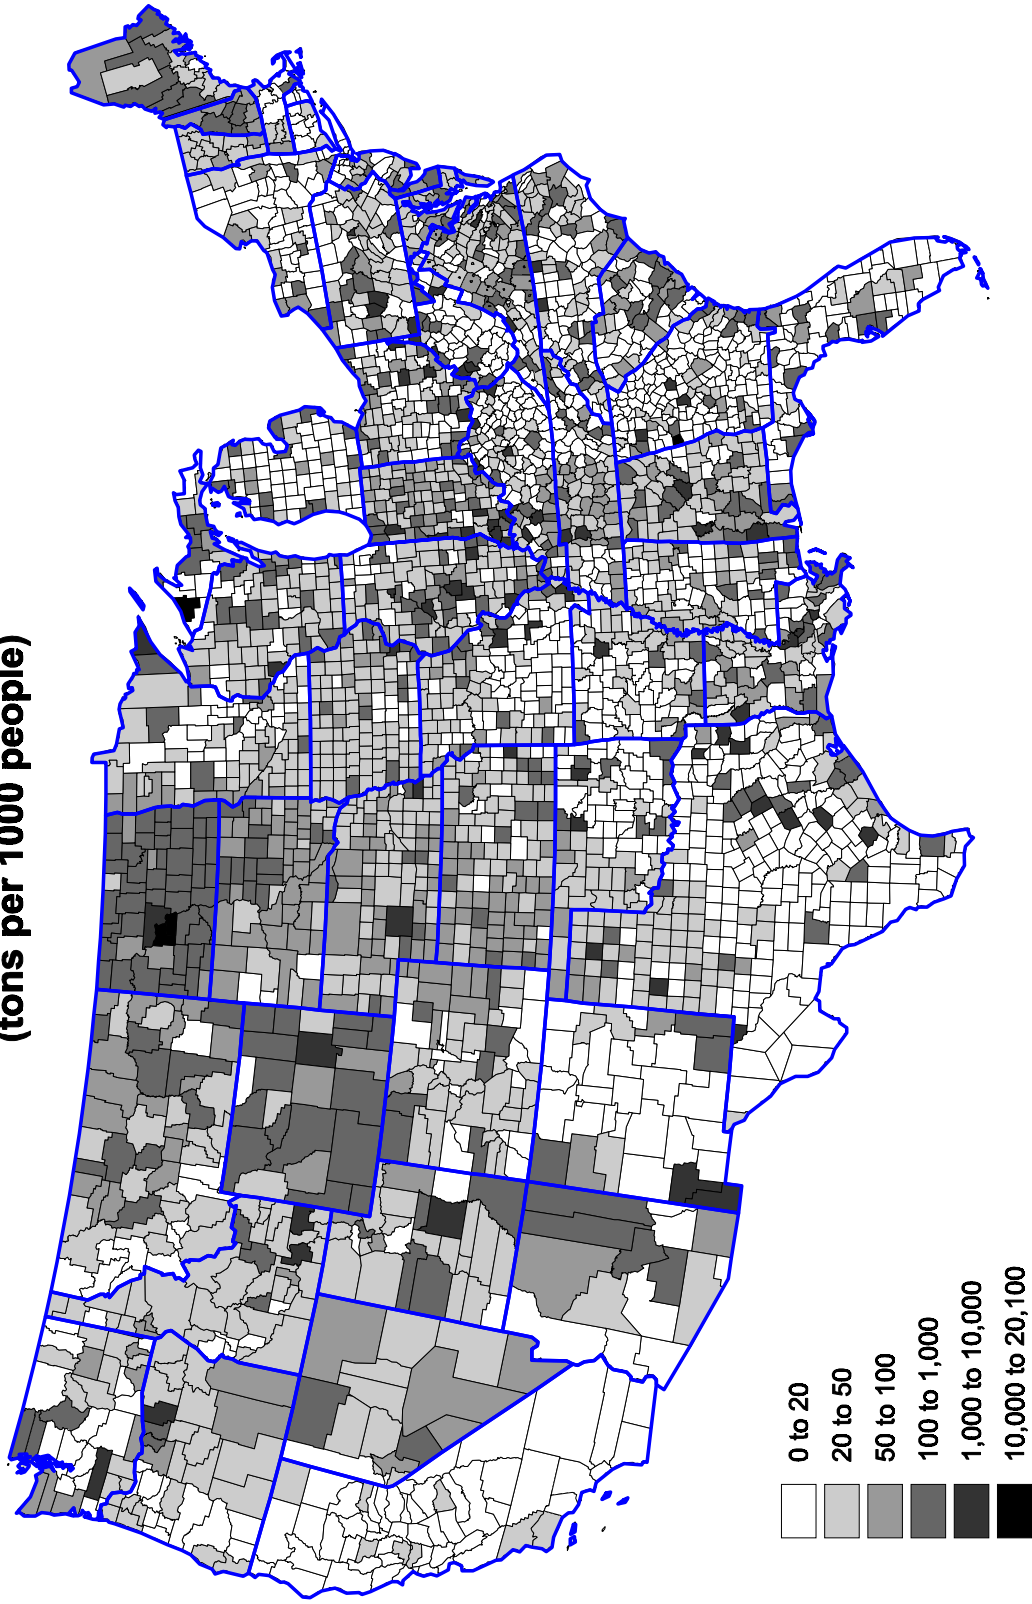 (tons per 1000 people)
0 to 20
20 to 50
50 to 100
100 to 1,000
1,000 to 10,000
10,000 to 20,100